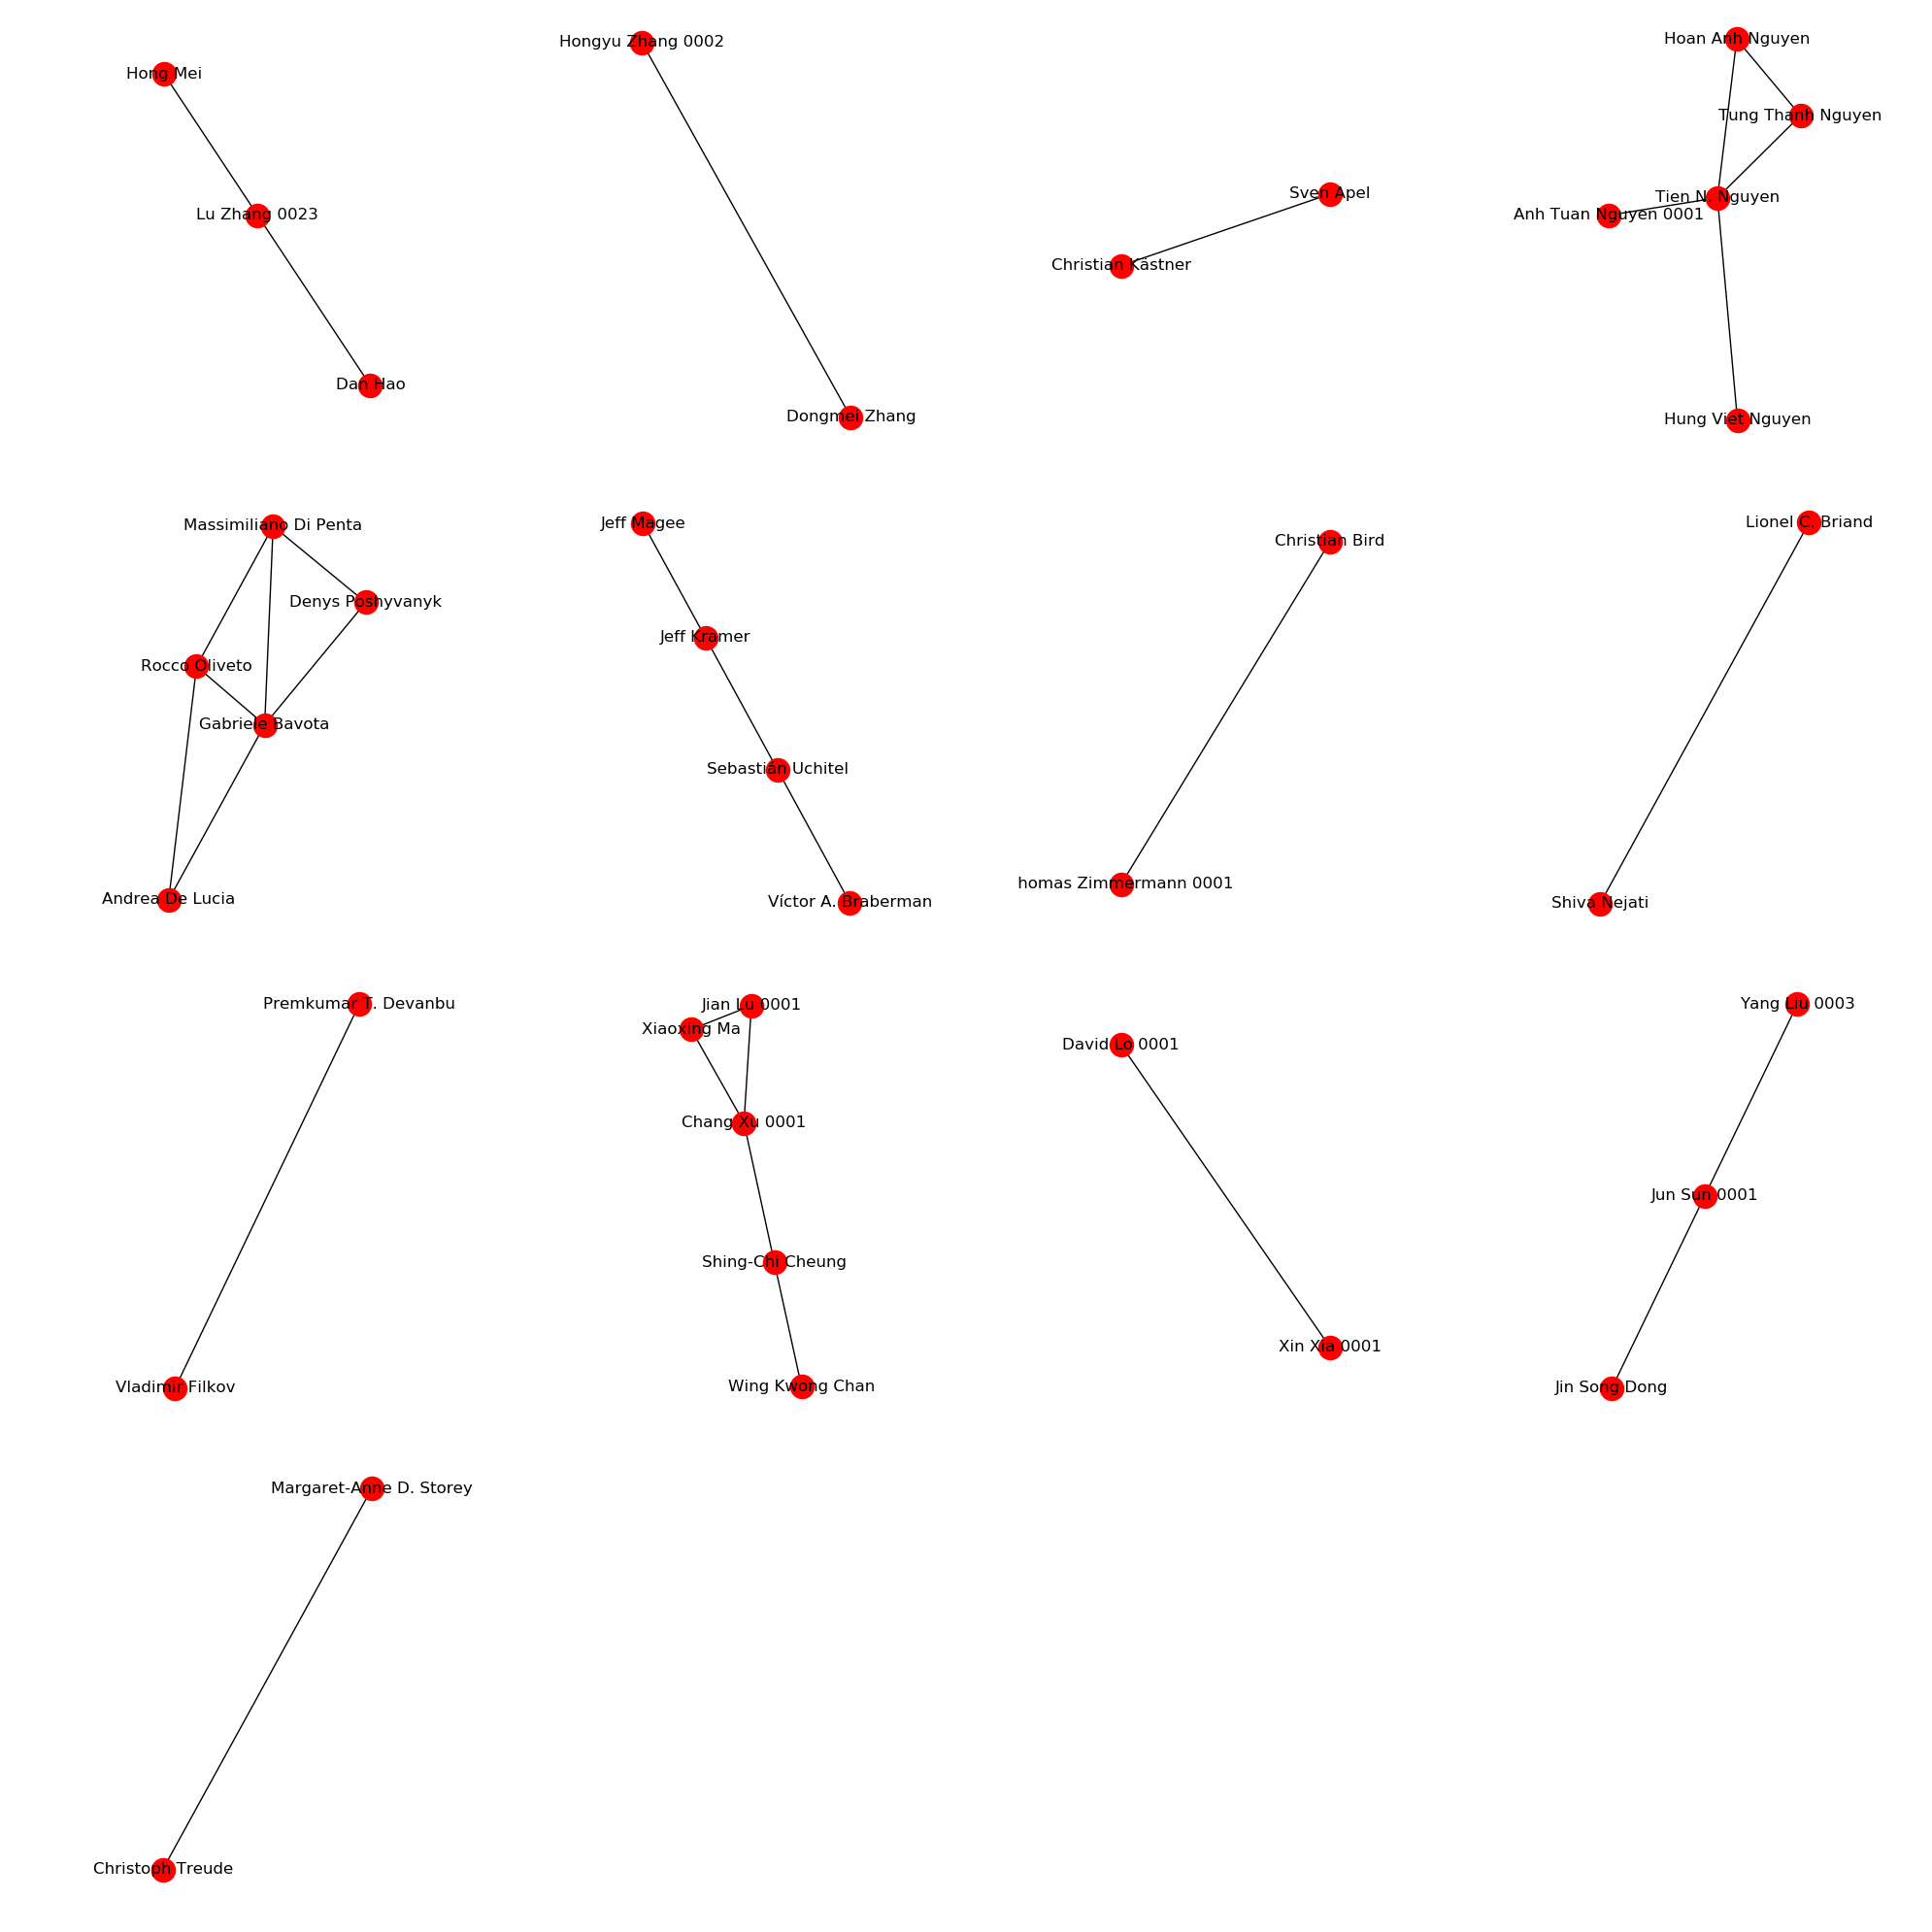 Hong Mei
Lu Zhang 0023
Dan Hao
Hongyu Zhang 0002
Dongmei Zhang
Sven Apel
Christian Kästner
Hoan Anh Nguyen
Tung Thanh Nguyen
Tien N. Nguyen
Anh Tuan Nguyen 0001
Hung Viet Nguyen
Massimiliano Di Penta
Denys Poshyvanyk
Rocco Oliveto
Gabriele Bavota
Andrea De Lucia
Jeff Magee
Jeff Kramer
Sebastián Uchitel
Víctor A. Braberman
Christian Bird
homas Zimmermann 0001
Lionel C. Briand
Shiva Nejati
Premkumar T. Devanbu
Vladimir Filkov
Jian Lu 0001
Xiaoxing Ma
Chang Xu 0001
Shing-Chi Cheung
Wing Kwong Chan
David Lo 0001
Xin Xia 0001
Yang Liu 0003
Jun Sun 0001
Jin Song Dong
Margaret-Anne D. Storey
Christoph Treude